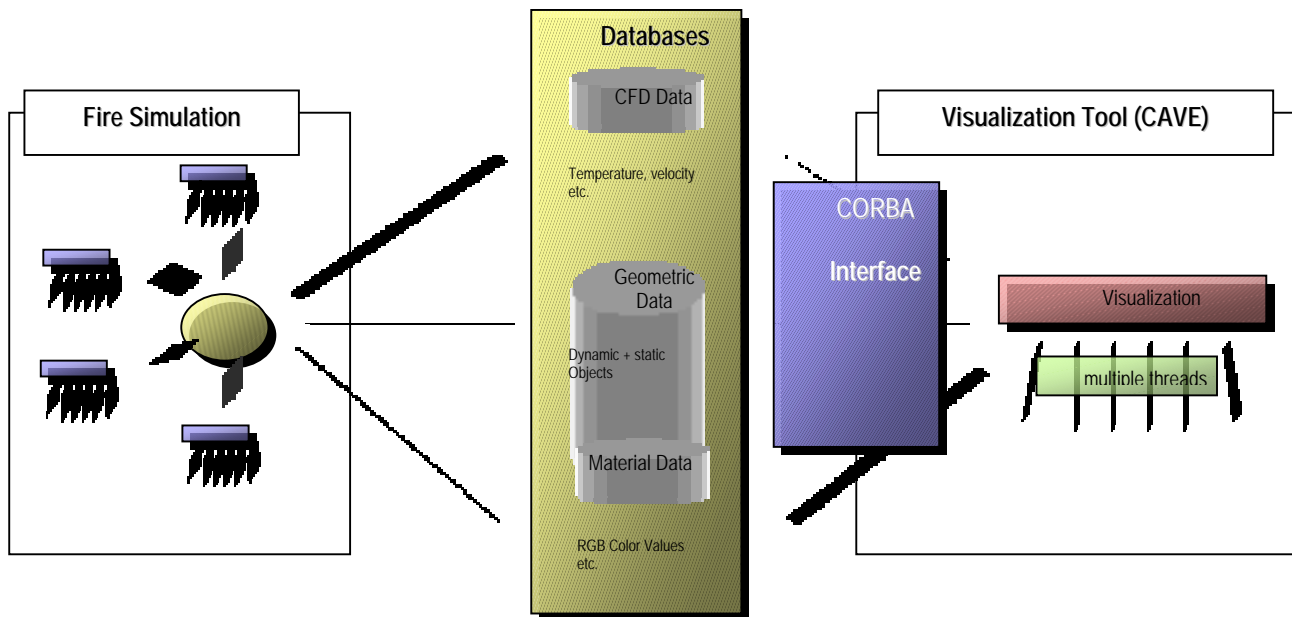 Fire Simulation
Databases
CFD Data
Temperature, velocity
etc.
Geometric
Data
Dynamic + static
Objects
Material Data
RGB Color Values
etc.
CORBA
Interface
Visualization Tool (CAVE)
Visualization
multiple threads